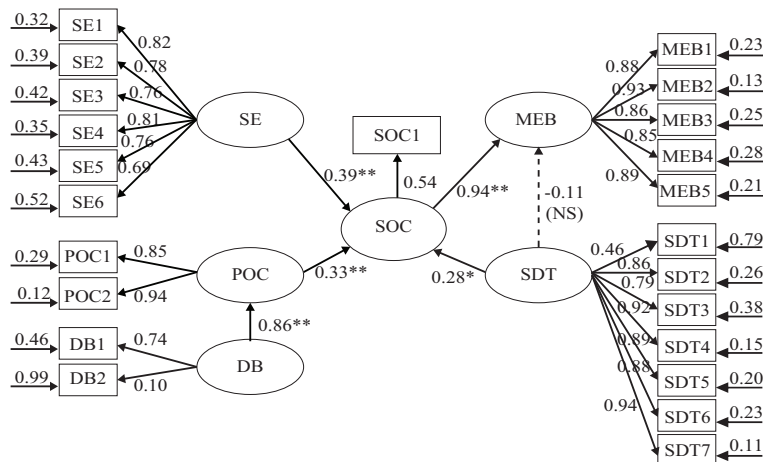 0.32
SE1
0.82
0.39
SE2
0.78
0.42
SE3
0.76
0.35
SE4
0.81
0.43
SE5
0.76
0.52
SE6
0.69
SE
0.39**
SOC1
0.54
SOC
0.94**
MEB
0.88
MEB1
0.23
0.93
MEB2
0.13
0.86
MEB3
0.25
0.85
MEB4
0.28
0.89
MEB5
0.21
-0.11
(NS)
0.29
POC1
0.85
0.12
POC2
0.94
POC
0.33**
0.86**
0.46
DB1
0.74
0.99
DB2
0.10
DB
0.28*
SDT
0.46
SDT1
0.79
0.86
SDT2
0.26
0.79
SDT3
0.38
0.92
SDT4
0.15
0.89
SDT5
0.20
0.88
SDT6
0.23
0.94
SDT7
0.11